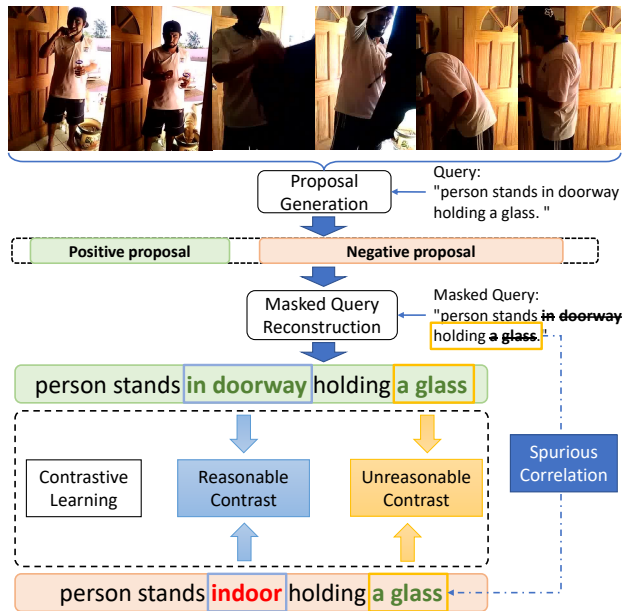 Query:
"person stands in doorway
holding a glass. "
Proposal
Generation
Positive proposal
Negative proposal
Masked Query:
"person stands in doorway
holding a glass."
Masked Query
Reconstruction
person stands in doorway holding a glass
Contrastive
Learning
Reasonable
Contrast
Unreasonable
Contrast
Spurious
Correlation
person stands indoor holding a glass